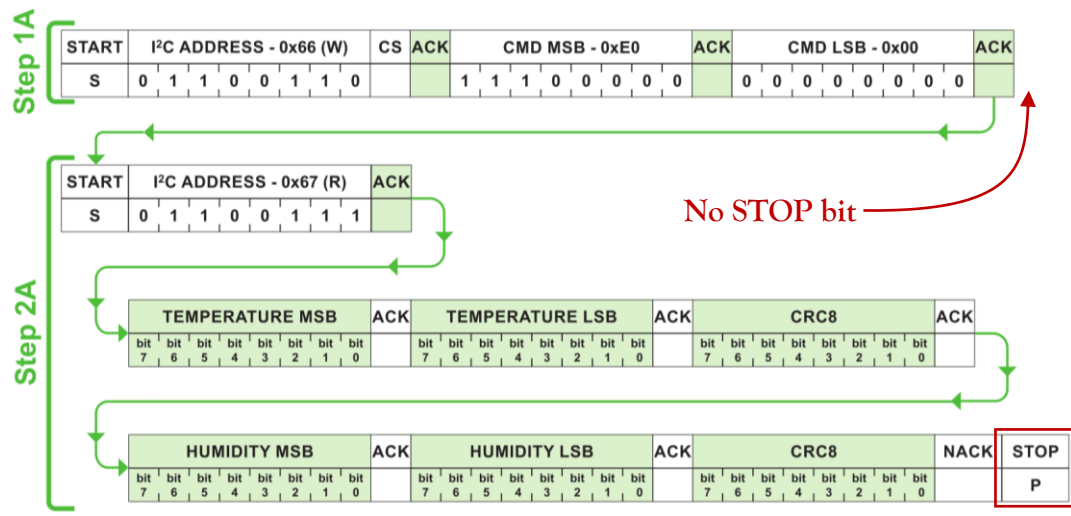 Step 1A
START I²C ADDRESS - 0x66 (W) CS ACK CMD MSB - 0xE0 ACK CMD LSB - 0x00 ACK
S 0 1 1 0 0 1 1 0 1 1 1 0 0 0 0 0 0 0 0 0 0 0 0 0
Step 2A
START I²C ADDRESS - 0x67 (R) ACK
S 0 1 1 0 0 1 1 1
No STOP bit
TEMPERATURE MSB ACK TEMPERATURE LSB ACK CRC8 ACK
bit bit bit bit bit bit bit bit bit bit bit bit bit bit bit bit bit bit bit bit bit bit bit bit
7 6 5 4 3 2 1 0 7 6 5 4 3 2 1 0 7 6 5 4 3 2 1 0
HUMIDITY MSB ACK HUMIDITY LSB ACK CRC8 NACK STOP
bit bit bit bit bit bit bit bit bit bit bit bit bit bit bit bit bit bit bit bit bit bit bit bit P
7 6 5 4 3 2 1 0 7 6 5 4 3 2 1 0 7 6 5 4 3 2 1 0